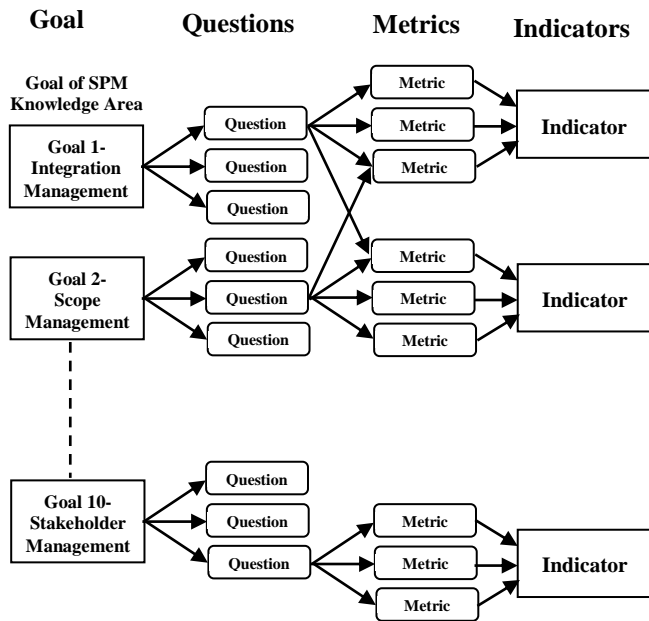 Goal
Questions
Metrics
Indicators
Goal of SPM
Knowledge Area
Goal 1-
Integration
Management
Question
Question
Question
Metric
Metric
Metric
Indicator
Goal 2-
Scope
Management
Question
Question
Question
Metric
Metric
Metric
Indicator
Goal 10-
Stakeholder
Management
Question
Question
Question
Metric
Metric
Metric
Indicator